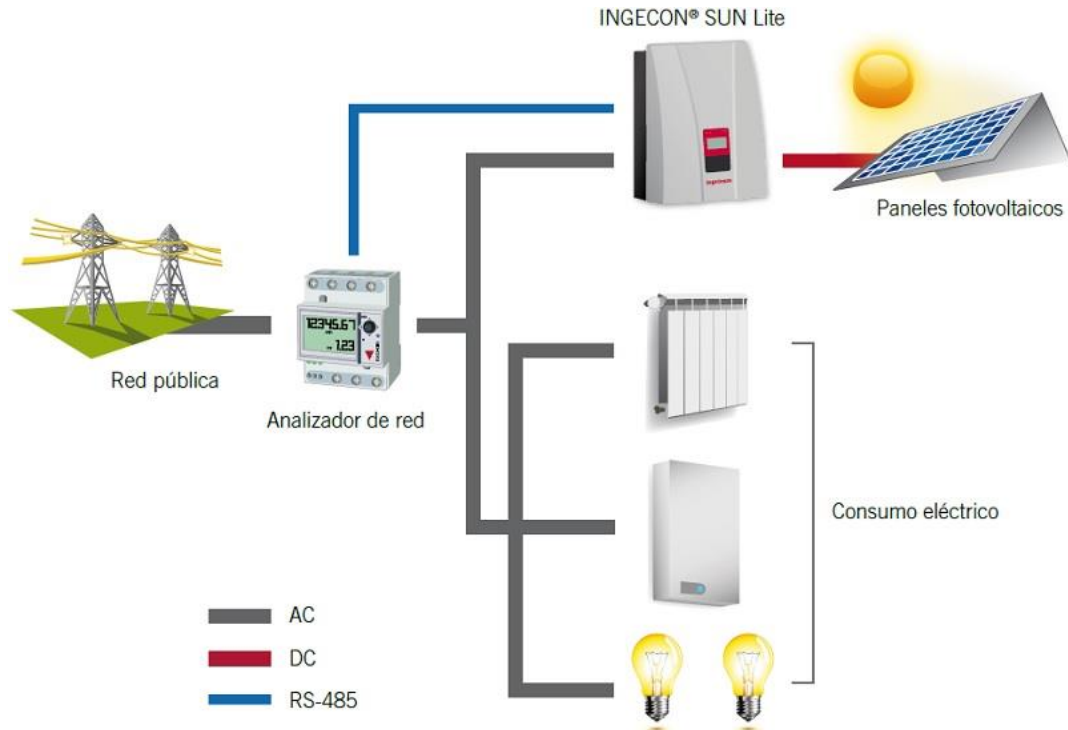 INGECON® SUN Lite
Paneles fotovoltaicos
Red pública
12345.67
1.23
Analizador de red
Consumo eléctrico
AC
DC
RS-485